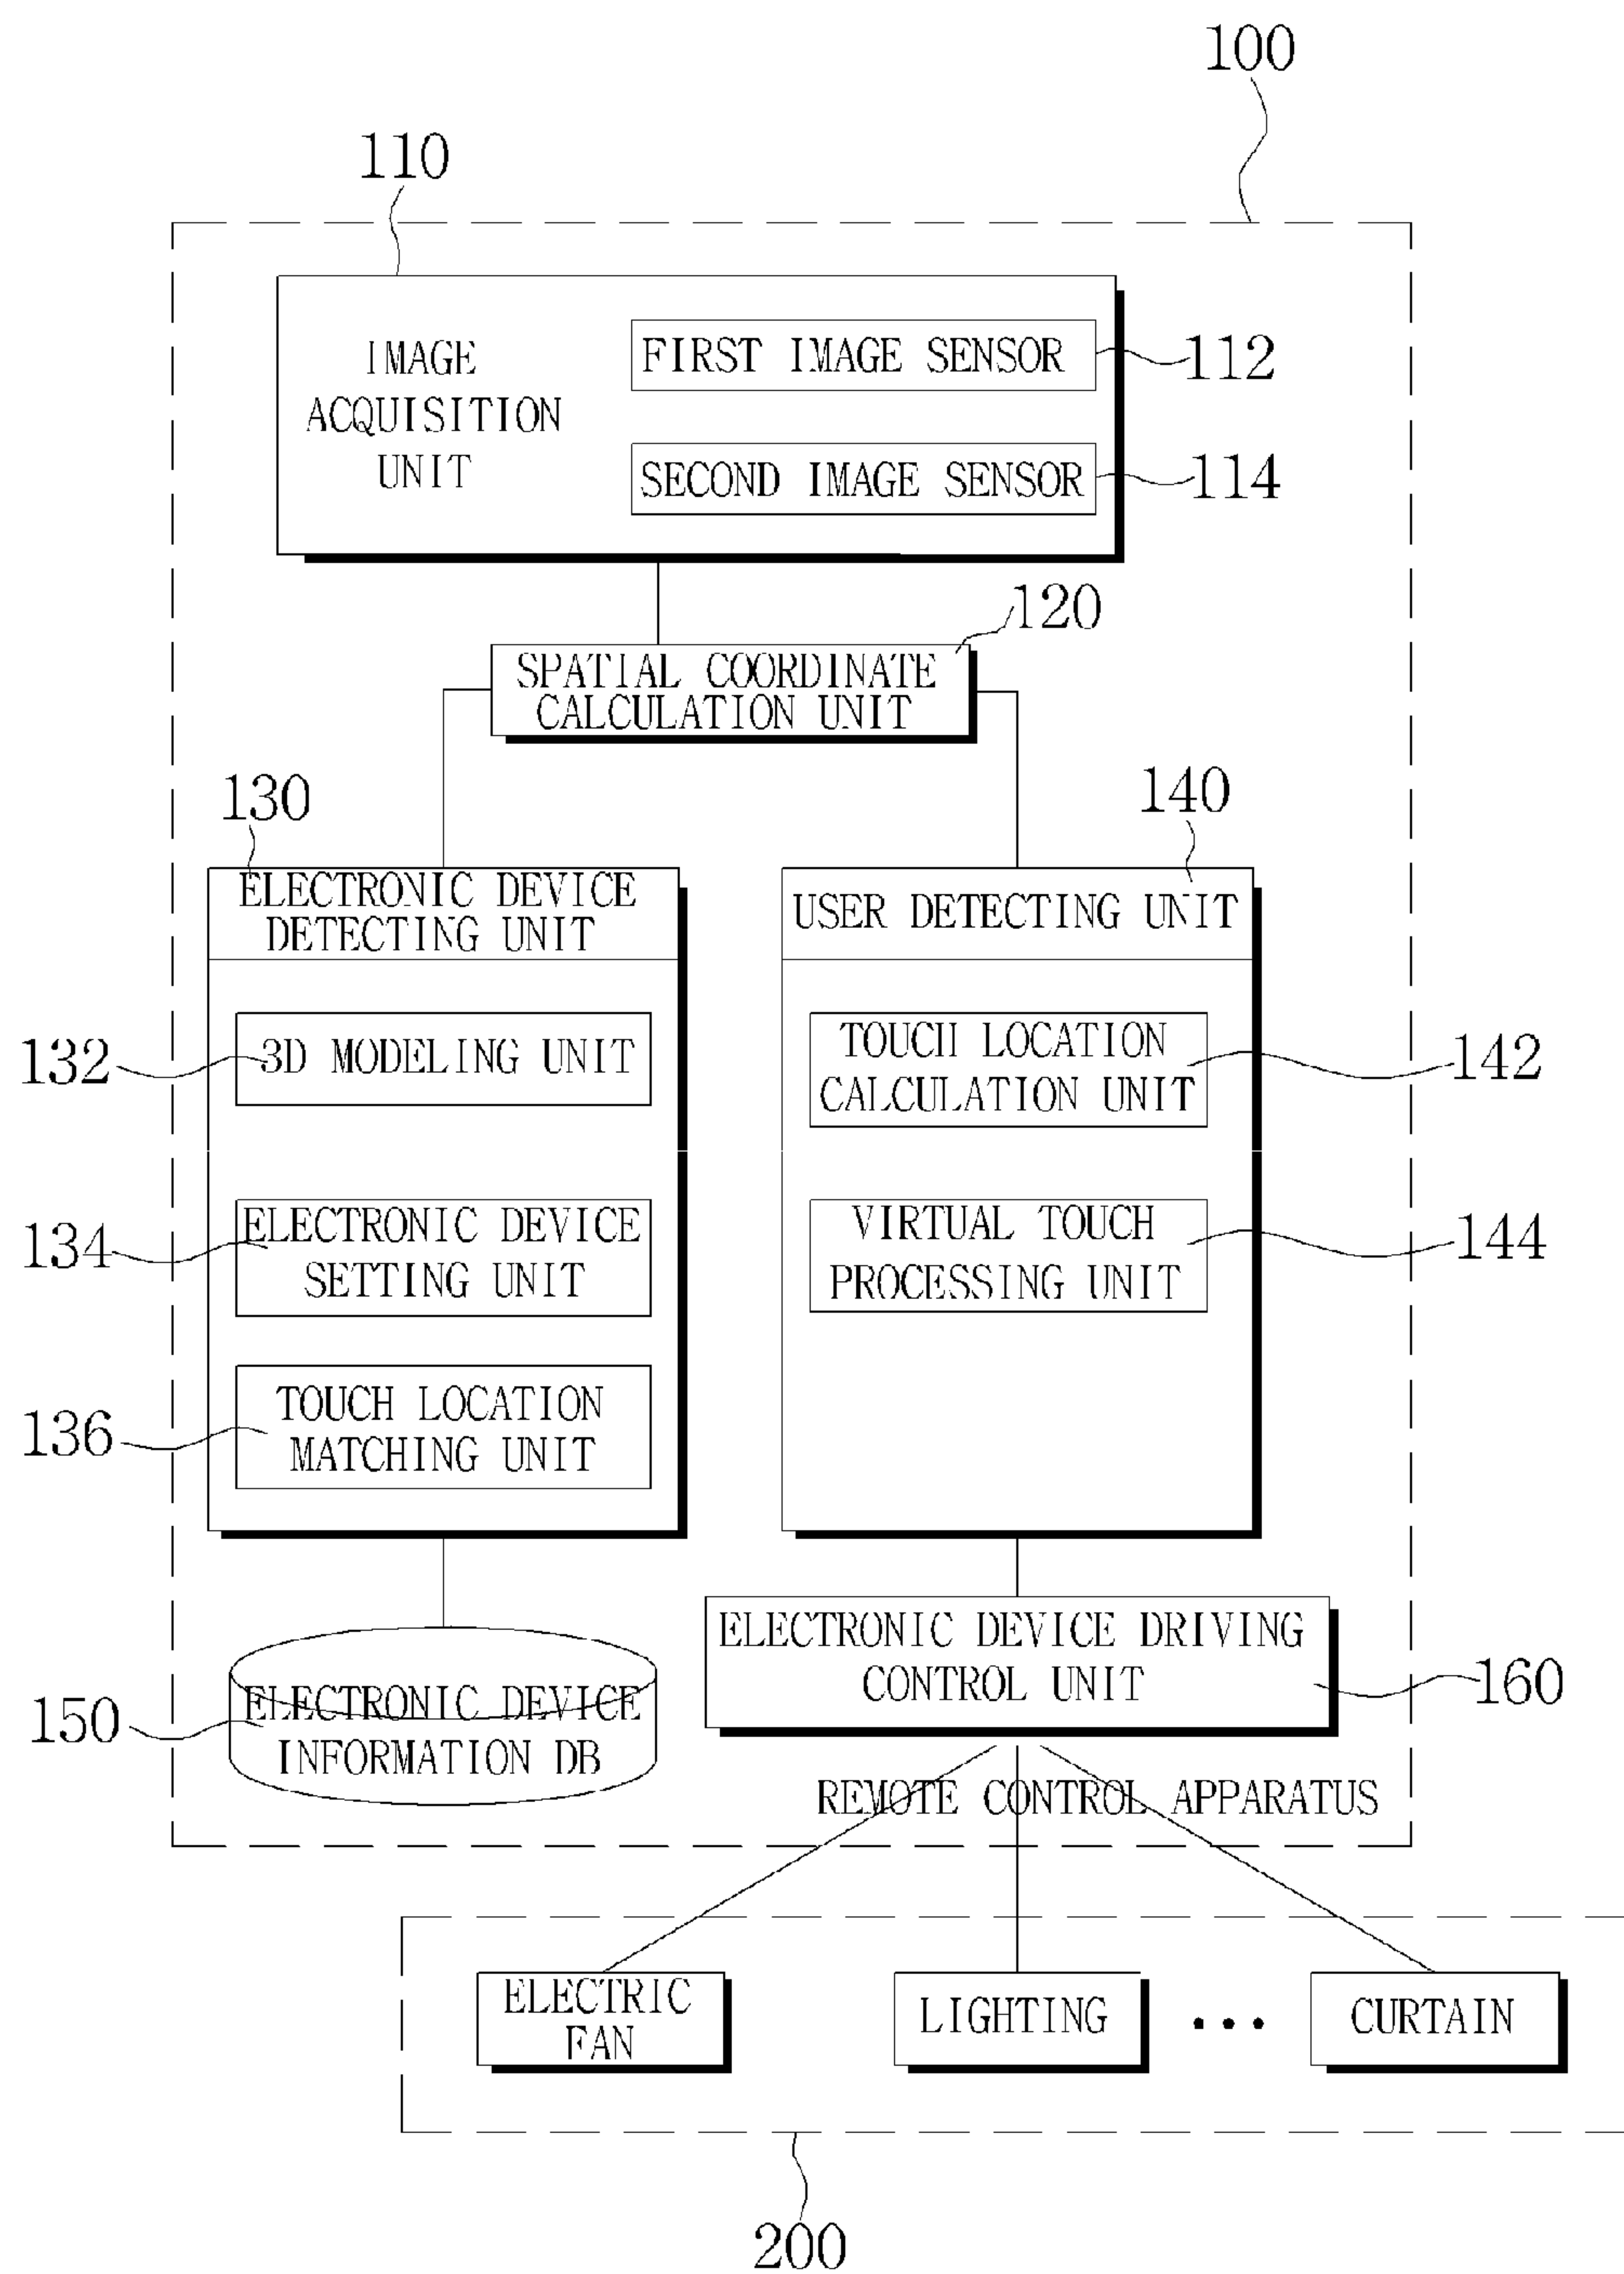 100
110
IMAGE
ACQUISITION
UNIT
FIRST IMAGE SENSOR
112
SECOND IMAGE SENSOR
114
120
SPATIAL COORDINATE
CALCULATION UNIT
130
140
ELECTRONIC DEVICE
DETECTING UNIT
USER DETECTING UNIT
132
3D MODELING UNIT
TOUCH LOCATION
CALCULATION UNIT
142
134
ELECTRONIC DEVICE
SETTING UNIT
VIRTUAL TOUCH
PROCESSING UNIT
144
136
TOUCH LOCATION
MATCHING UNIT
ELECTRONIC DEVICE DRIVING
CONTROL UNIT
160
150
ELECTRONIC DEVICE
INFORMATION DB
REMOTE CONTROL APPARATUS
ELECTRIC
FAN
LIGHTING
•••
CURTAIN
200